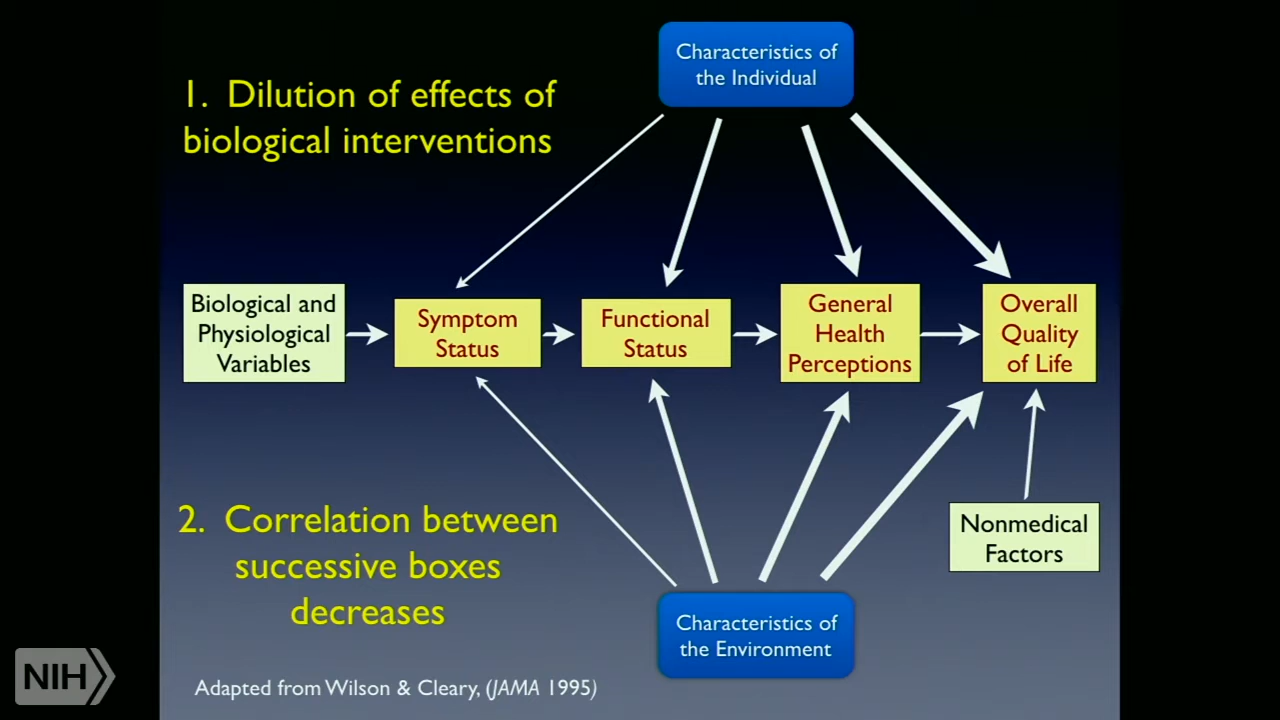 Characteristics of
the Individual
1. Dilution of effects of
biological interventions
Biological and
Physiological
Variables
Symptom
Status
Functional
Status
General
Health
Perceptions
Overall
Quality
of Life
2. Correlation between
successive boxes
decreases
Nonmedical
Factors
Characteristics of
the Environment
NIH
Adapted from Wilson & Cleary, (JAMA 1995)